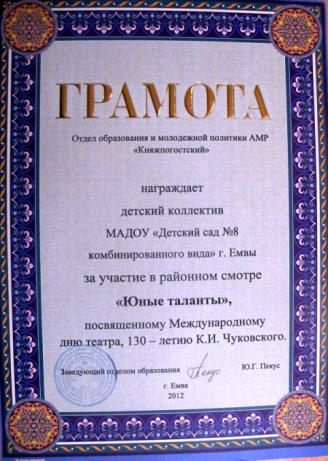 ГРАМОТА
Отдел образования и молодежной политики АМР
«Княжпогостский»
награждает
детский коллектив
МАДОУ «Детский сад №8
комбинированного вида» г. Емвы
за участие в районном смотре
«Юные таланты»,
посвященному Международному
дню театра, 130 – летию К.И. Чуковского.
Заведующий отделом образования Пекус Ю.Г. Пекус
г. Емва
2012